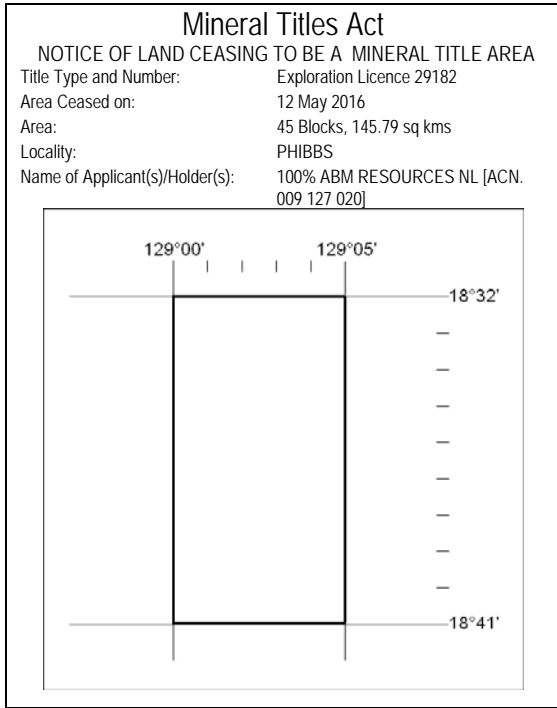 Mineral Titles Act
NOTICE OF LAND CEASING TO BE A MINERAL TITLE AREA
Title Type and Number: Exploration Licence 29182
Area Ceased on: 12 May 2016
Area: 45 Blocks, 145.79 sq kms
Locality: PHIBBS
Name of Applicant(s)/Holder(s): 100% ABM RESOURCES NL [ACN.
009 127 020]
129°00' 129°05'
18°32'
18°41'